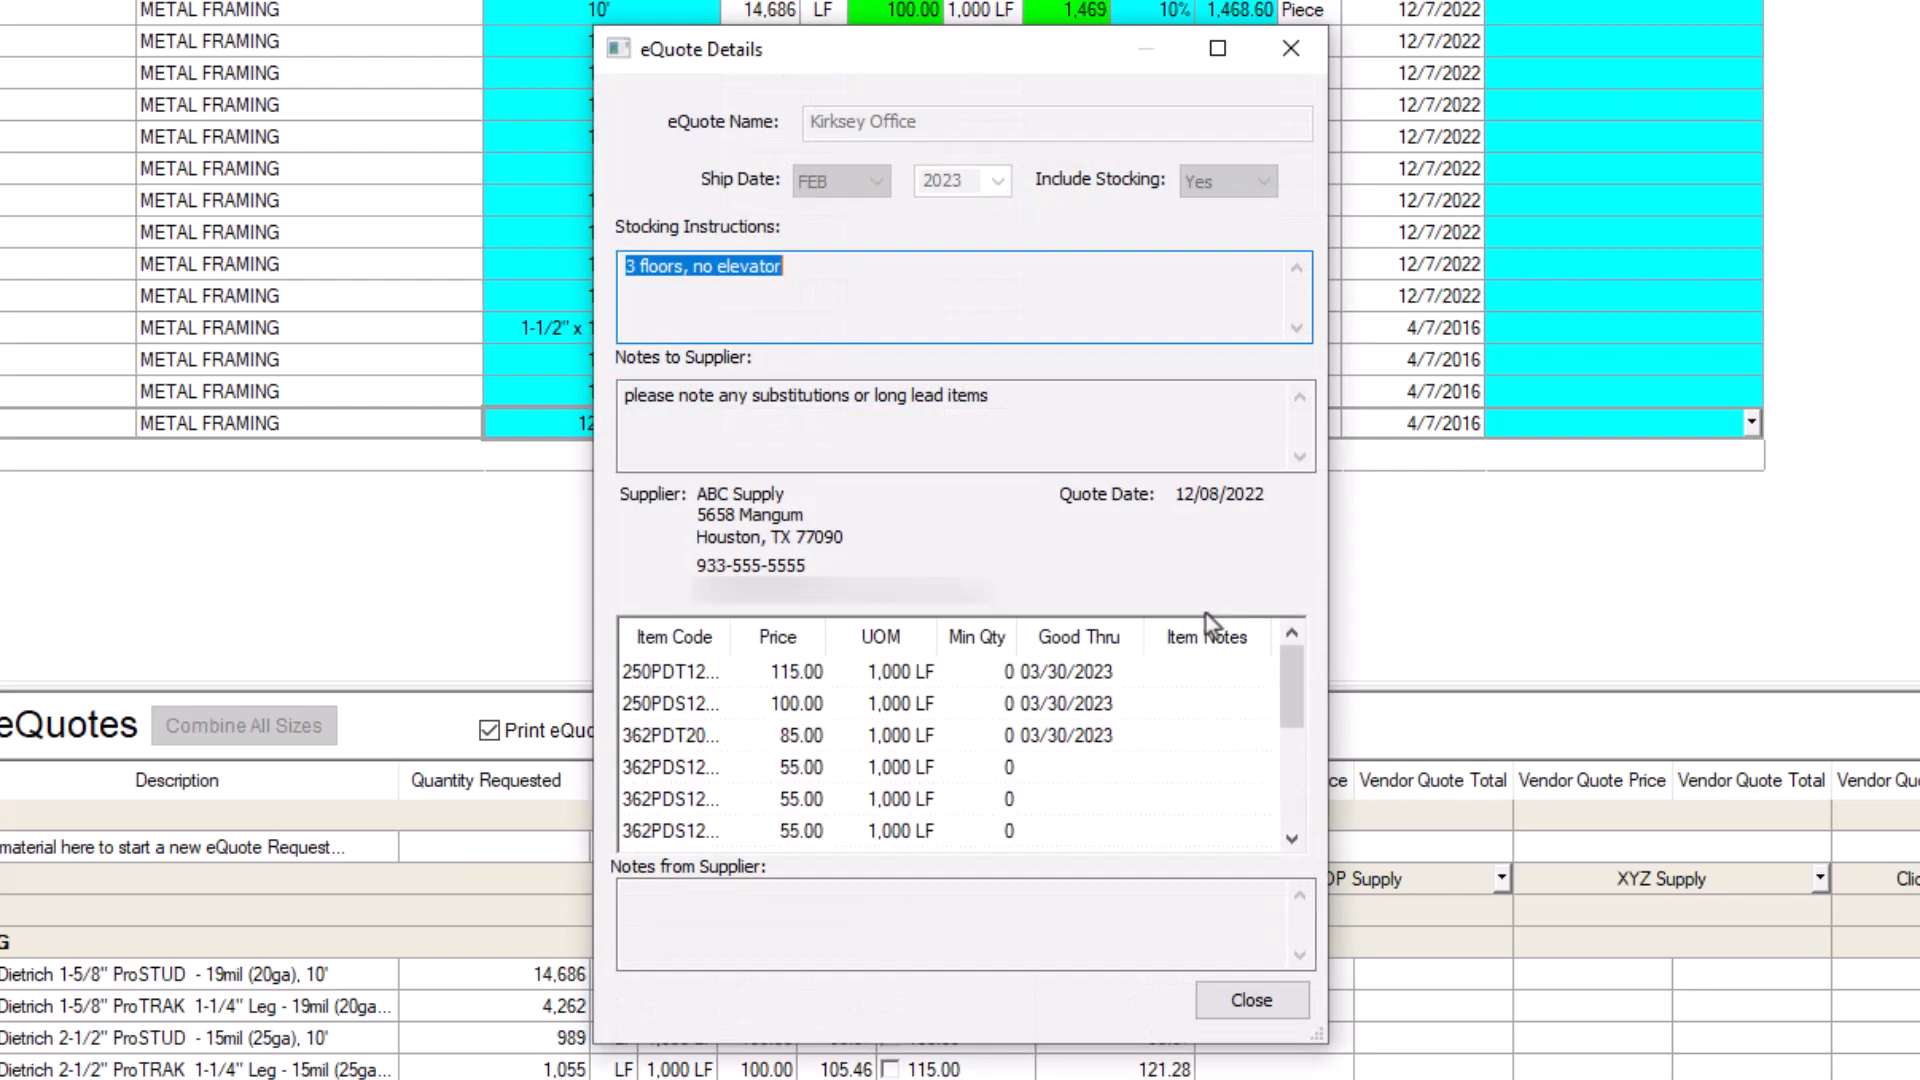 METAL FRAMING 10' 14,686 LF 100.00 1,000 LF 1,469 10% 1,468.60 Piece 12/7/2022
METAL FRAMING 12/7/2022
METAL FRAMING 12/7/2022
METAL FRAMING 12/7/2022
METAL FRAMING 12/7/2022
METAL FRAMING 12/7/2022
METAL FRAMING 12/7/2022
METAL FRAMING 12/7/2022
METAL FRAMING 12/7/2022
METAL FRAMING 12/7/2022
METAL FRAMING 1-1/2" x 4/7/2016
METAL FRAMING 4/7/2016
METAL FRAMING 4/7/2016
METAL FRAMING 12 4/7/2016
eQuote Details
eQuote Name: Kirksey Office
Ship Date: FEB 2023 Include Stocking: Yes
Stocking Instructions:
3 floors, no elevator
Notes to Supplier:
please note any substitutions or long lead items
Supplier: ABC Supply Quote Date: 12/08/2022
5658 Mangum
Houston, TX 77090
933-555-5555
Item Code Price UOM Min Qty Good Thru Item Notes
250PDT12... 115.00 1,000 LF 0 03/30/2023
250PDS12... 100.00 1,000 LF 0 03/30/2023
362PDT20... 85.00 1,000 LF 0 03/30/2023
362PDS12... 55.00 1,000 LF 0
362PDS12... 55.00 1,000 LF 0
362PDS12... 55.00 1,000 LF 0
Notes from Supplier:
Close
eQuotes Combine All Sizes Print eQuo
Description Quantity Requested ce Vendor Quote Total Vendor Quote Price Vendor Quote Total Vendor Qu
material here to start a new eQuote Request...
OP Supply XYZ Supply Clic
G
Dietrich 1-5/8" ProSTUD - 19mil (20ga), 10' 14,686
Dietrich 1-5/8" ProTRAK 1-1/4" Leg - 19mil (20ga... 4,262
Dietrich 2-1/2" ProSTUD - 15mil (25ga), 10' 989
Dietrich 2-1/2" ProTRAK 1-1/4" Leg - 15mil (25ga... 1,055 LF 1,000 LF 100.00 105.46 115.00 121.28